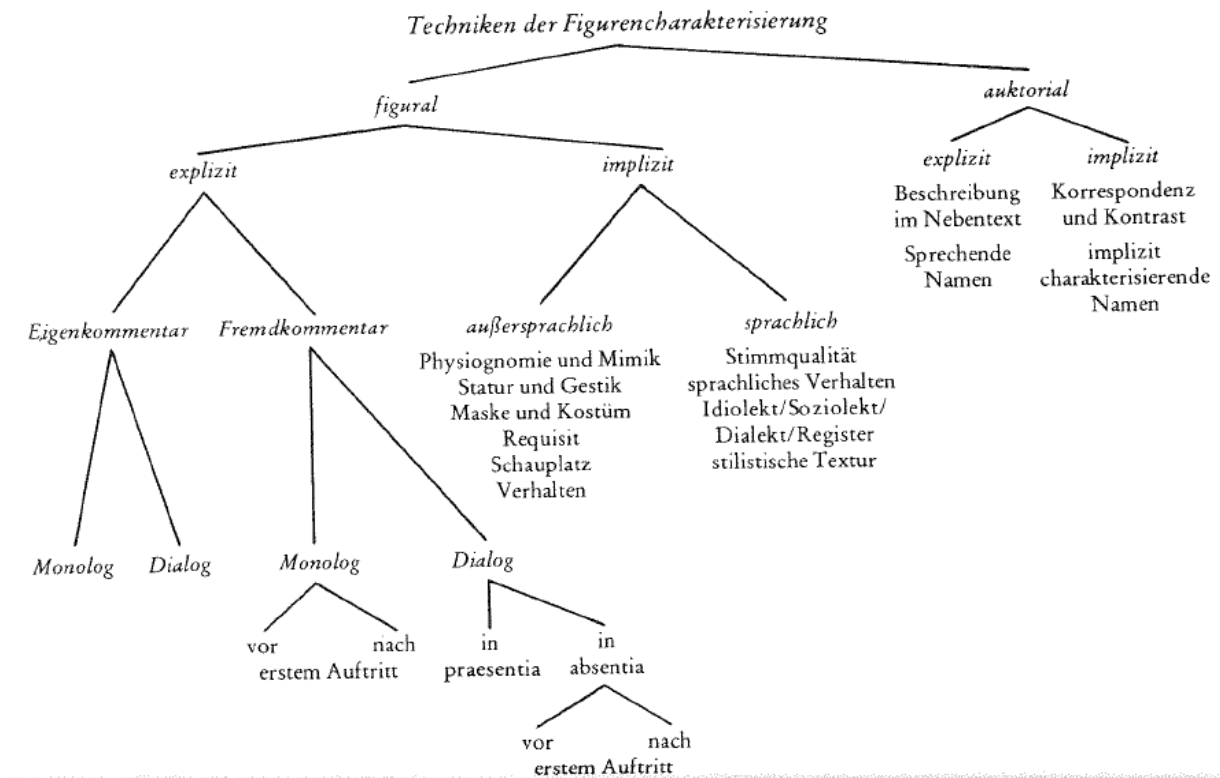 Techniken der Figurencharakterisierung
figural
auktorial
explizit
implizit
explizit
Beschreibung
im Nebentext
Sprechende
Namen
implizit
Korrespondenz
und Kontrast
implizit
charakterisierende
Namen
Eigenkommentar
Fremdkommentar
außersprachlich
Physiognomie und Mimik
Statur und Gestik
Maske und Kostüm
Requisit
Schauplatz
Verhalten
sprachlich
Stimmqualität
sprachliches Verhalten
Idiolekt/Soziolekt/
Dialekt/Register
stilistische Textur
Monolog
Dialog
Monolog
Dialog
vor nach
erstem Auftritt
in
praesentia
in
absentia
vor nach
erstem Auftritt